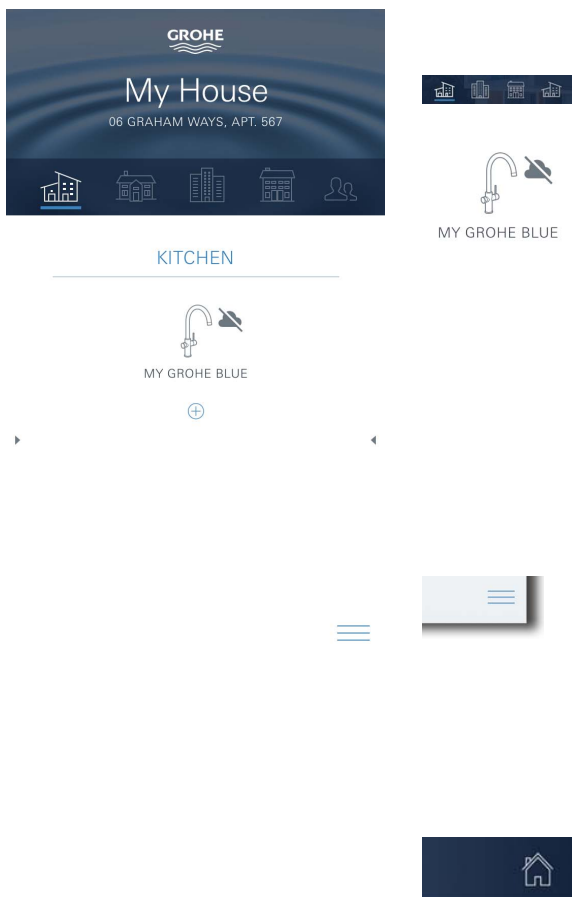 GROHE
My House
06 GRAHAM WAYS, APT. 567
KITCHEN
MY GROHE BLUE
MY GROHE BLUE